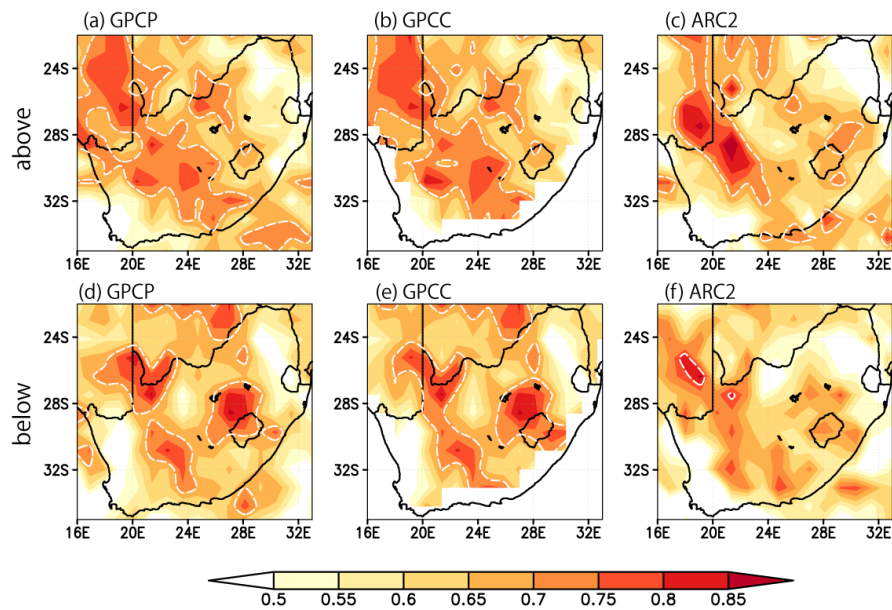 (a) GPCP (b) GPCC (c) ARC2
above
24S 24S 24S
28S 28S 28S
32S 32S 32S
16E 20E 24E 28E 32E 16E 20E 24E 28E 32E 16E 20E 24E 28E 32E
(d) GPCP (e) GPCC (f) ARC2
below
24S 24S 24S
28S 28S 28S
32S 32S 32S
16E 20E 24E 28E 32E 16E 20E 24E 28E 32E 16E 20E 24E 28E 32E
0.5 0.55 0.6 0.65 0.7 0.75 0.8 0.85